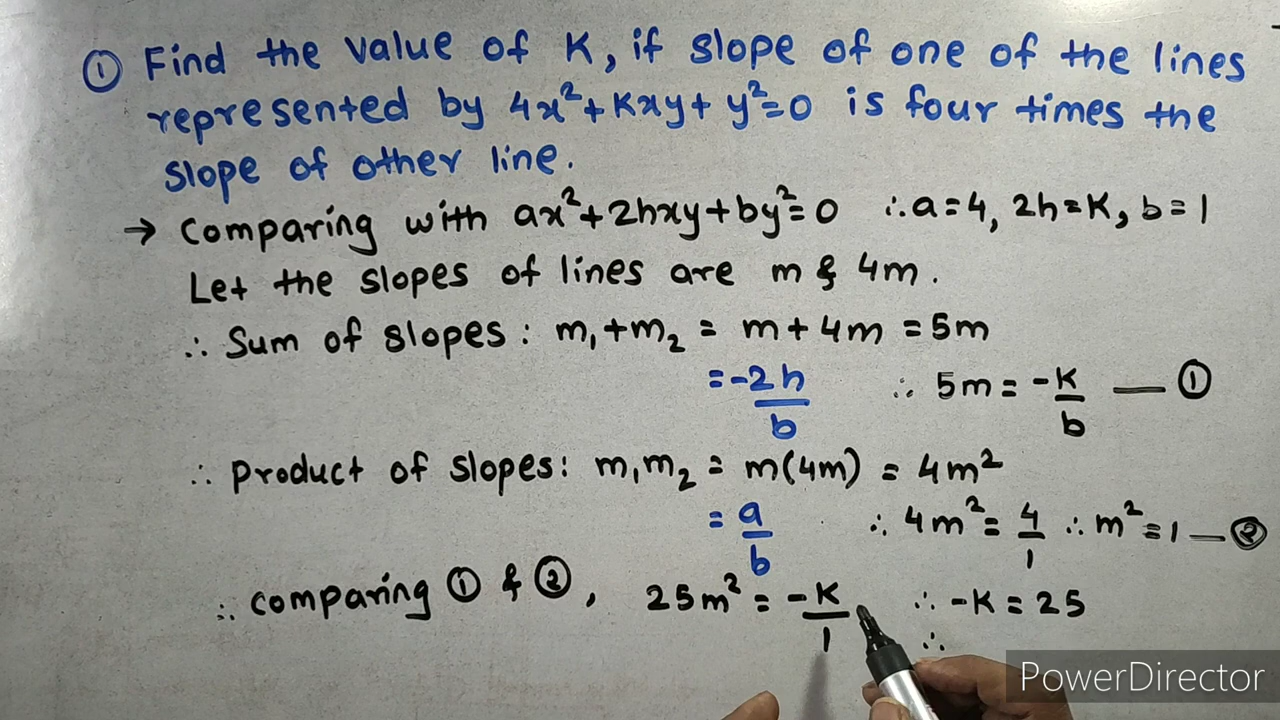 ① Find the value of K, if slope of one of the lines
represented by 4x²+Kxy+y²=0 is four times the
slope of other line.
→ Comparing with ax²+2hxy+by²=0 ∴a=4, 2h=K, b=1
Let the slopes of lines are m & 4m.
∴ Sum of slopes: m₁+m₂ = m+4m = 5m
= -2h/b ∴ 5m = -K/b — ①
∴ product of slopes: m₁m₂ = m(4m) = 4m²
= a/b ∴ 4m² = 4/1 ∴ m² = 1 — ②
∴ comparing ① & ②, 25m² = -K/1 ∴ -K = 25
∴
PowerDirector